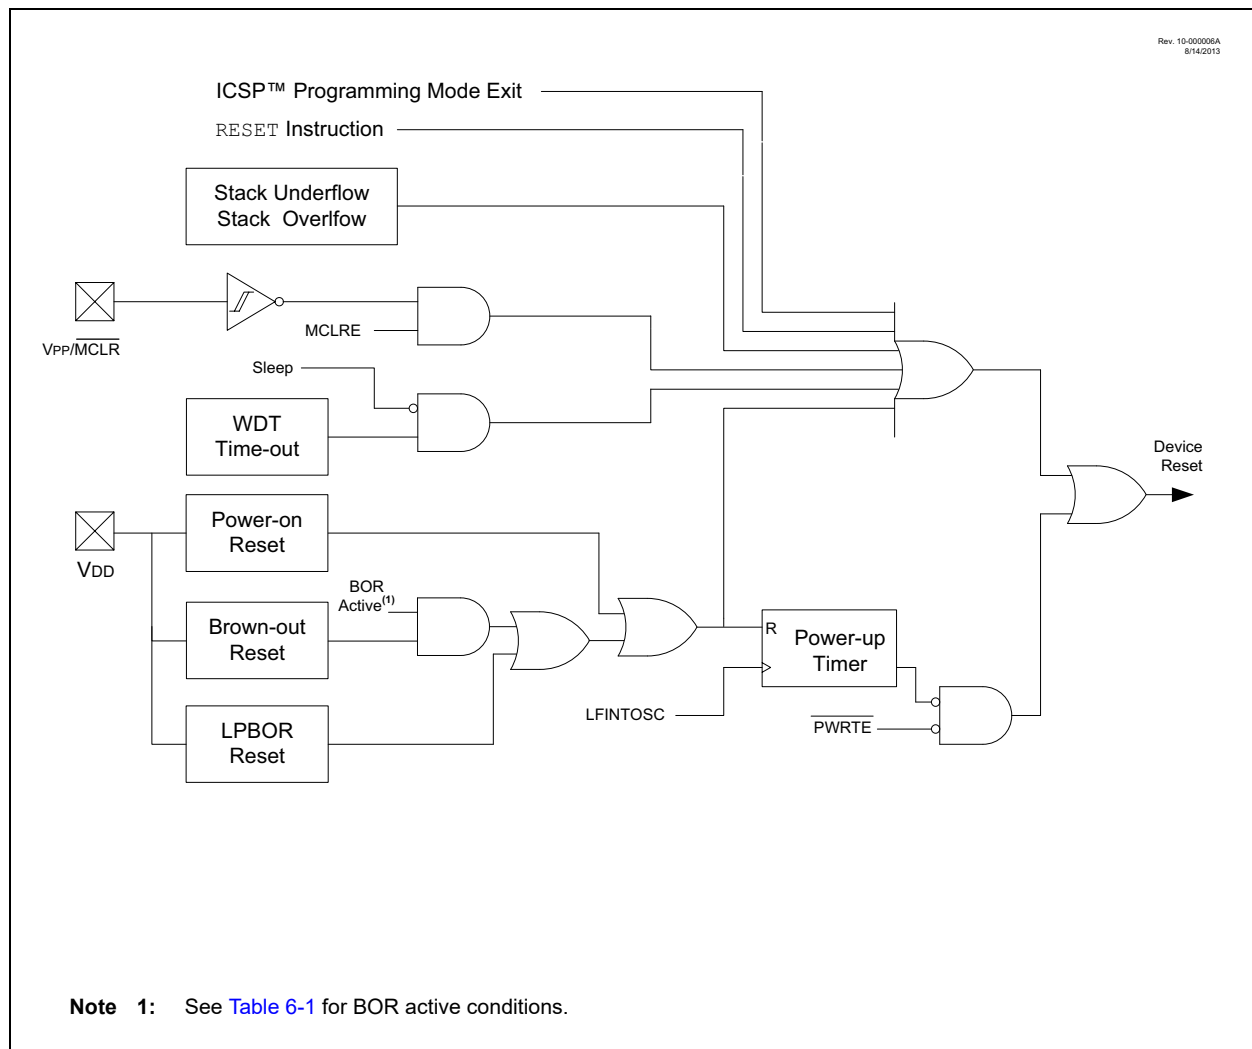 Rev. 10-000006A
8/14/2013
ICSP™ Programming Mode Exit
RESET Instruction
Stack Underflow
Stack Overlfow
VPP/MCLR
MCLRE
Sleep
WDT
Time-out
Device
Reset
VDD
Power-on
Reset
BOR
Active(1)
Brown-out
Reset
R
Power-up
Timer
LFINTOSC
PWRTE
LPBOR
Reset
Note 1: See Table 6-1 for BOR active conditions.